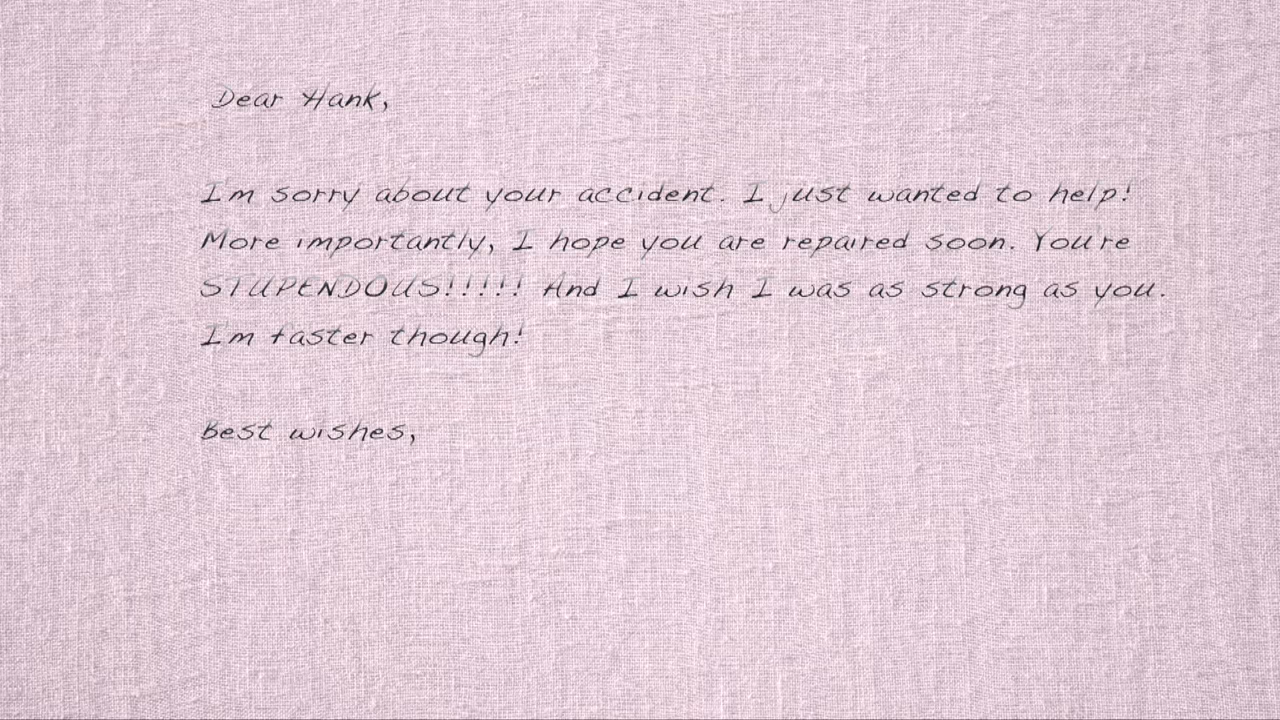 Dear Hank,
I'm sorry about your accident. I just wanted to help!
More importantly, I hope you are repaired soon. You're
STUPENDOUS!!!!! And I wish I was as strong as you.
I'm faster though!
Best wishes,